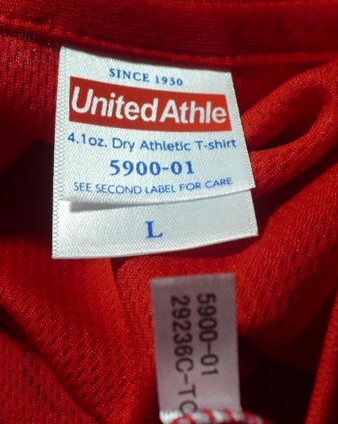 SINCE 1930
United Athle
4.1oz. Dry Athletic T-shirt
5900-01
SEE SECOND LABEL FOR CARE
L
5900-01
29236C-TC